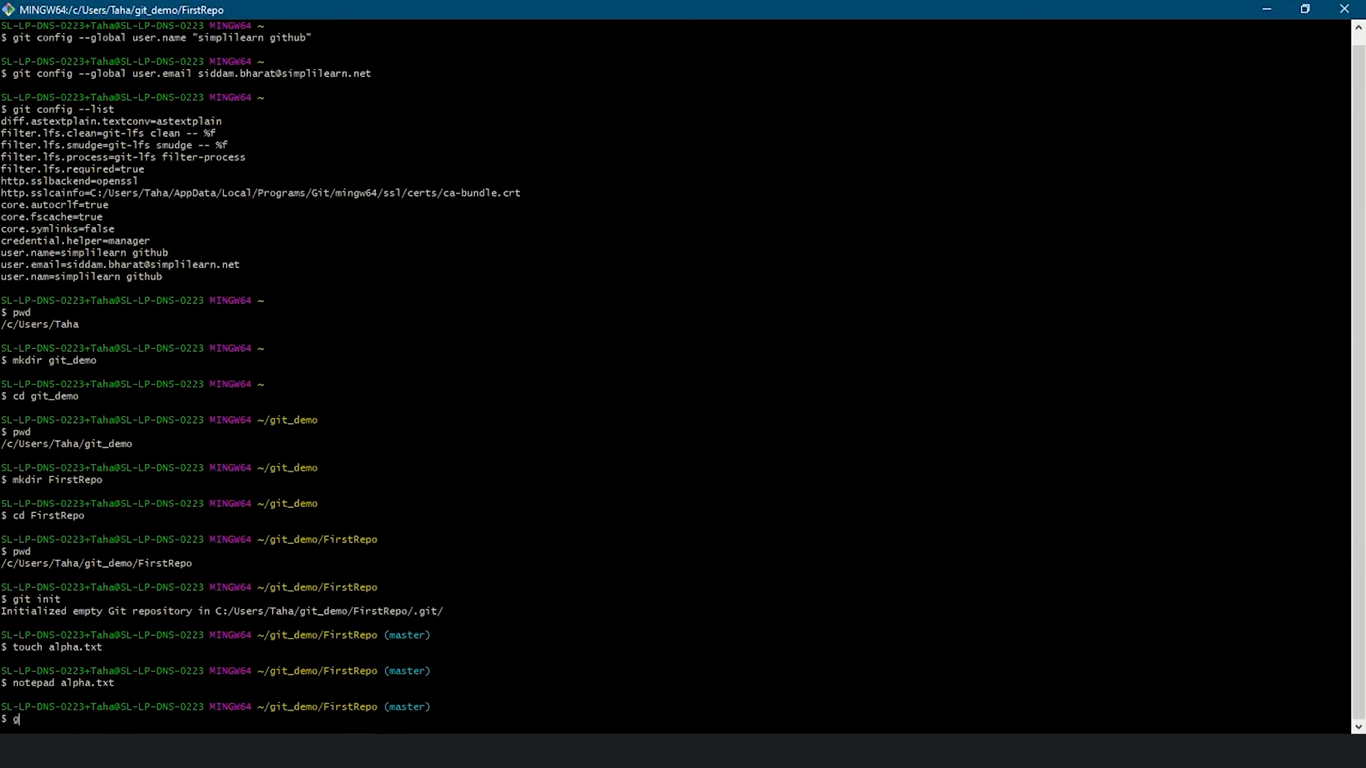 MINGW64:/c/Users/Taha/git_demo/FirstRepo
SL-LP-DNS-0223+Taha@SL-LP-DNS-0223 MINGW64 ~
$ git config --global user.name "simplilearn github"
SL-LP-DNS-0223+Taha@SL-LP-DNS-0223 MINGW64 ~
$ git config --global user.email siddam.bharat@simplilearn.net
SL-LP-DNS-0223+Taha@SL-LP-DNS-0223 MINGW64 ~
$ git config --list
diff.astextplain.textconv=astextplain
filter.lfs.clean=git-lfs clean -- %f
filter.lfs.smudge=git-lfs smudge -- %f
filter.lfs.process=git-lfs filter-process
filter.lfs.required=true
http.sslbackend=openssl
http.sslcainfo=C:/Users/Taha/AppData/Local/Programs/Git/mingw64/ssl/certs/ca-bundle.crt
core.autocrlf=true
core.fscache=true
core.symlinks=false
credential.helper=manager
user.name=simplilearn github
user.email=siddam.bharat@simplilearn.net
user.nam=simplilearn github
SL-LP-DNS-0223+Taha@SL-LP-DNS-0223 MINGW64 ~
$ pwd
/c/Users/Taha
SL-LP-DNS-0223+Taha@SL-LP-DNS-0223 MINGW64 ~
$ mkdir git_demo
SL-LP-DNS-0223+Taha@SL-LP-DNS-0223 MINGW64 ~
$ cd git_demo
SL-LP-DNS-0223+Taha@SL-LP-DNS-0223 MINGW64 ~/git_demo
$ pwd
/c/Users/Taha/git_demo
SL-LP-DNS-0223+Taha@SL-LP-DNS-0223 MINGW64 ~/git_demo
$ mkdir FirstRepo
SL-LP-DNS-0223+Taha@SL-LP-DNS-0223 MINGW64 ~/git_demo
$ cd FirstRepo
SL-LP-DNS-0223+Taha@SL-LP-DNS-0223 MINGW64 ~/git_demo/FirstRepo
$ pwd
/c/Users/Taha/git_demo/FirstRepo
SL-LP-DNS-0223+Taha@SL-LP-DNS-0223 MINGW64 ~/git_demo/FirstRepo
$ git init
Initialized empty Git repository in C:/Users/Taha/git_demo/FirstRepo/.git/
SL-LP-DNS-0223+Taha@SL-LP-DNS-0223 MINGW64 ~/git_demo/FirstRepo (master)
$ touch alpha.txt
SL-LP-DNS-0223+Taha@SL-LP-DNS-0223 MINGW64 ~/git_demo/FirstRepo (master)
$ notepad alpha.txt
SL-LP-DNS-0223+Taha@SL-LP-DNS-0223 MINGW64 ~/git_demo/FirstRepo (master)
$ g